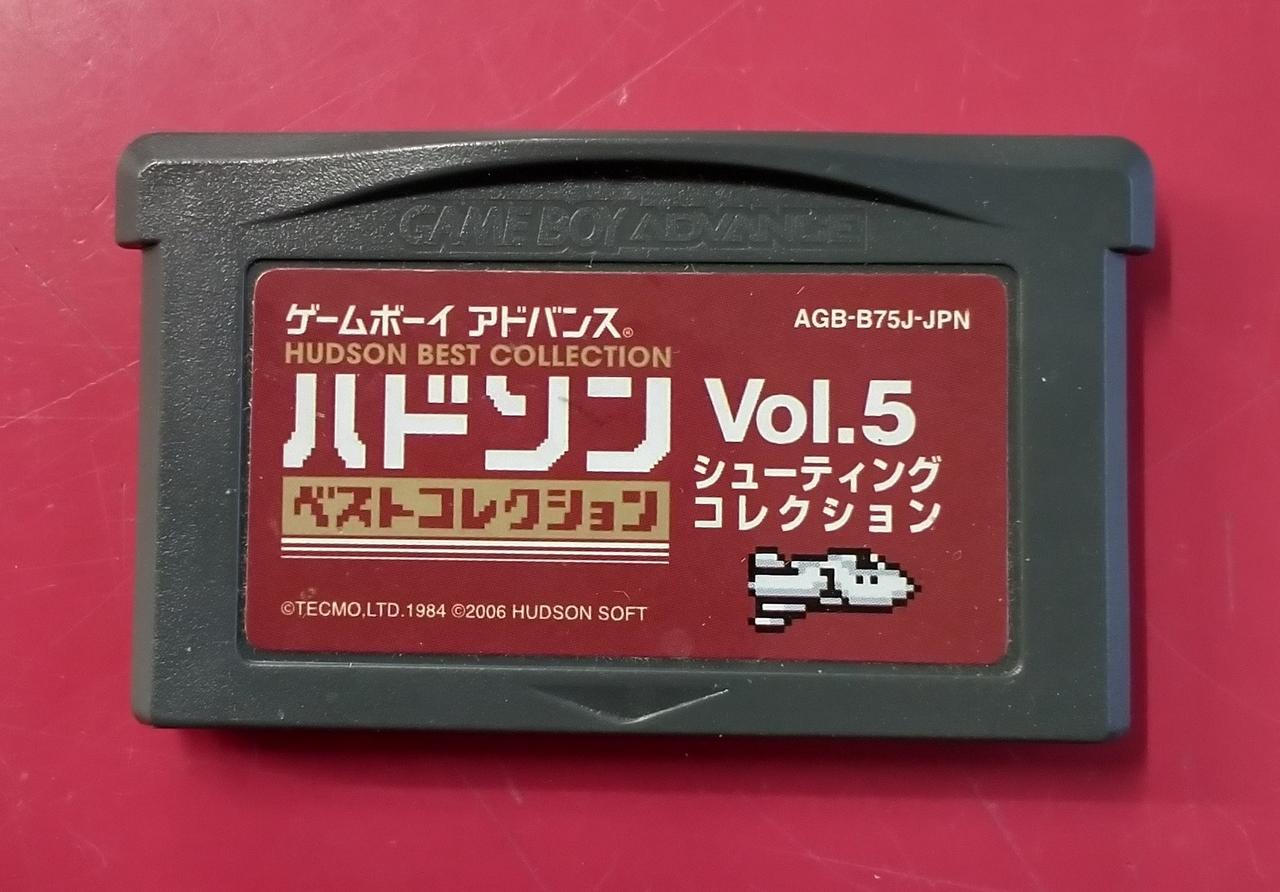 GAME BOY ADVANCE
ゲームボーイ アドバンス®
AGB-B75J-JPN
HUDSON BEST COLLECTION
ハドソン
ベストコレクション
Vol.5
シューティング
コレクション
©TECMO,LTD.1984 ©2006 HUDSON SOFT